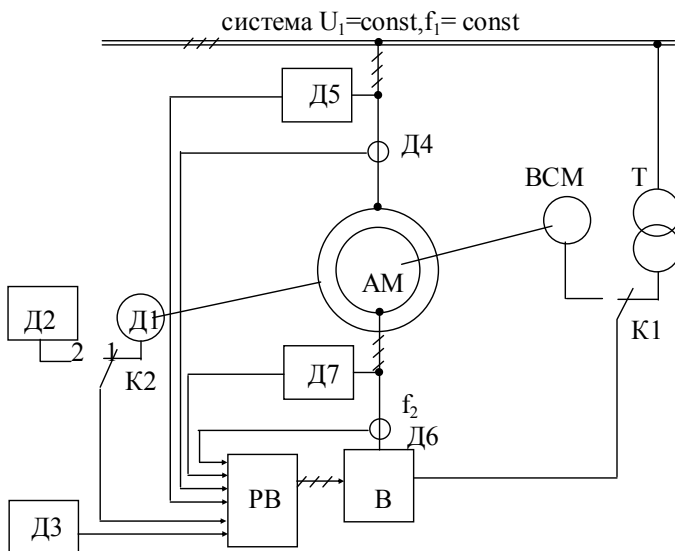 система U₁=const,f₁= const
Д5
Д4
ВСМ
Т
АМ
Д2
Д1
2
1
К2
К1
Д7
f₂
Д6
РВ
В
Д3